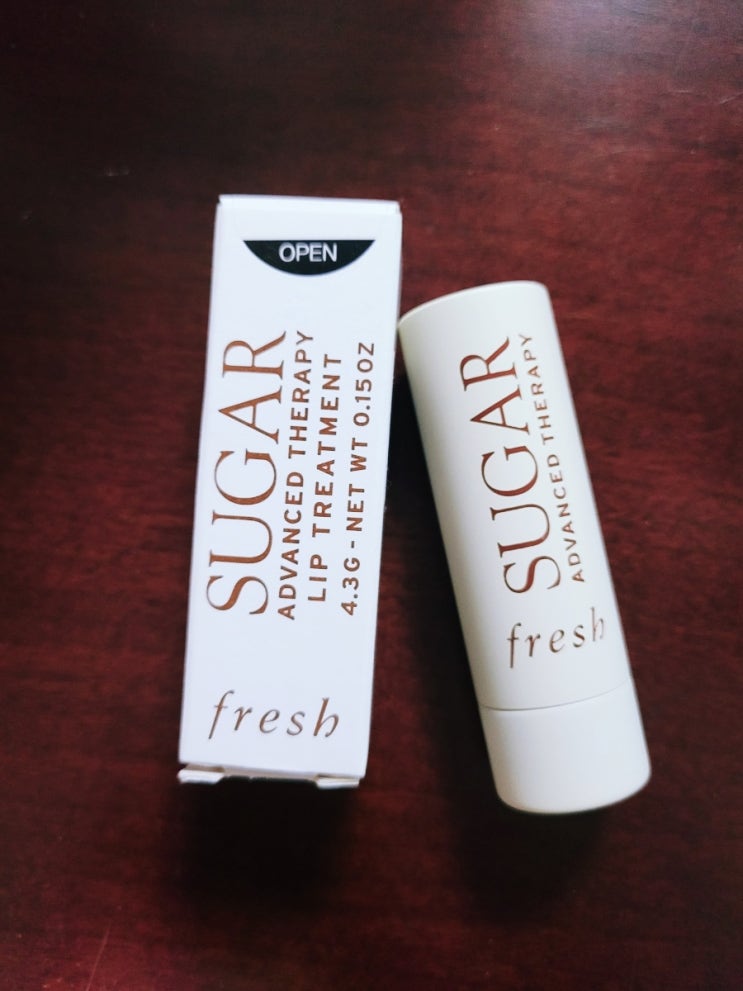 OPEN
SUGAR
ADVANCED THERAPY
LIP TREATMENT
4.3G - NET WT 0.15OZ
fresh
SUGAR
ADVANCED THERAPY
fresh